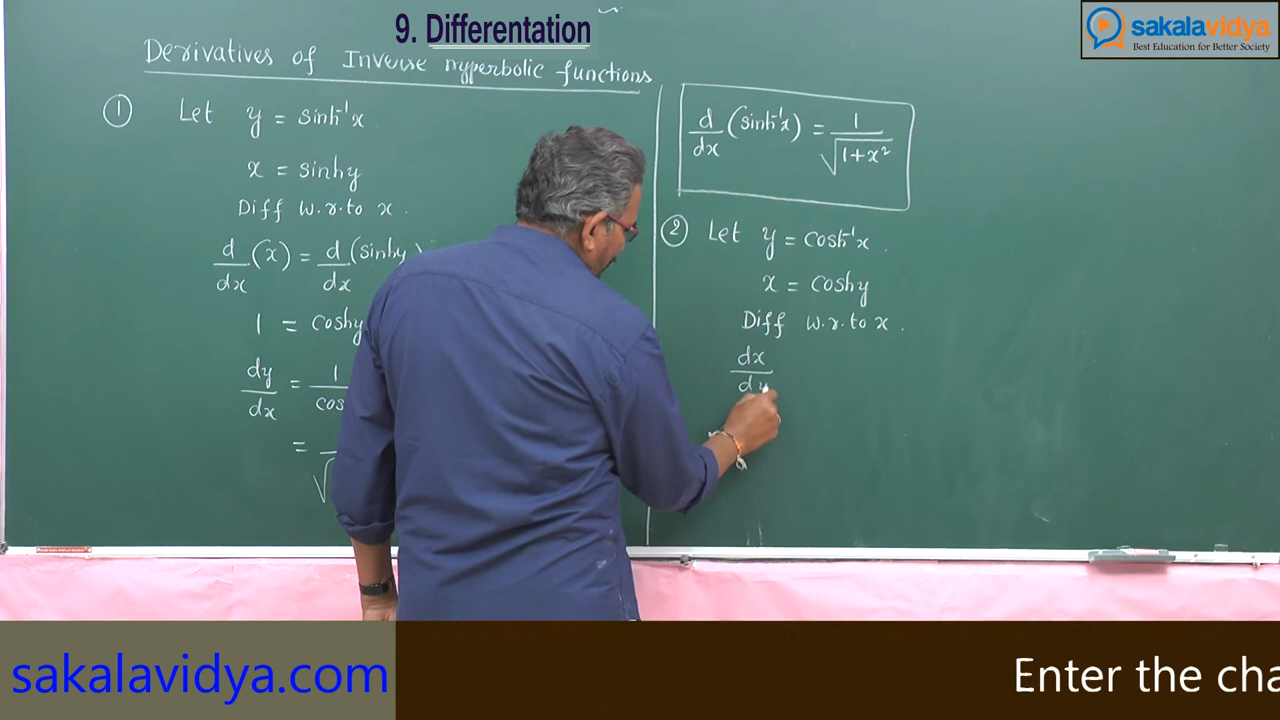 9. Differentation
sakalavidya
Best Education for Better Society
Derivatives of Inverse hyperbolic functions
① Let y = sinh⁻¹x
x = sinhy
Diff w.r.to x.
d/dx (x) = d/dx (sinhy)
1 = coshy
dy/dx = 1/cos
= √
d/dx (sinh⁻¹x) = 1/√(1+x²)
② Let y = cosh⁻¹x.
x = coshy
Diff w.r.to x.
dx/dy
sakalavidya.com
Enter the